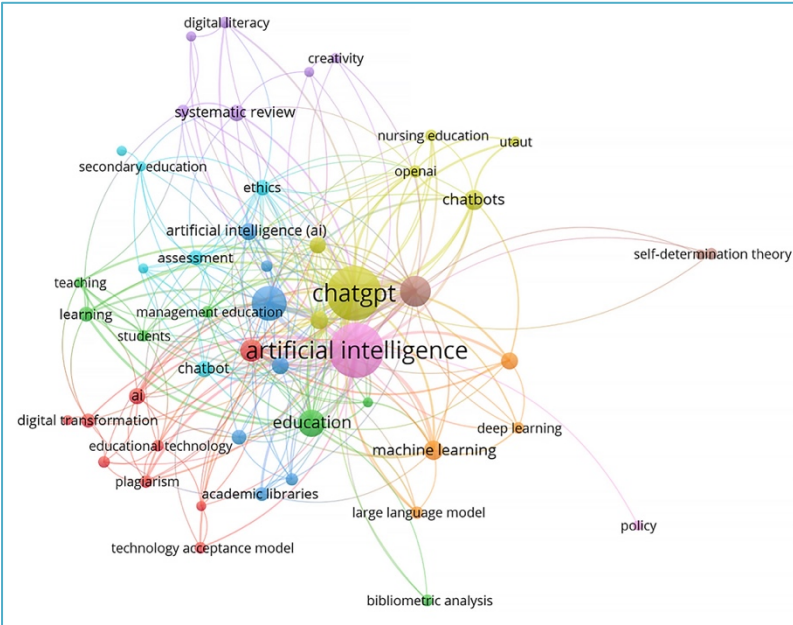 digital literacy
creativity
systematic review
nursing education
utaut
secondary education
openai
ethics
chatbots
artificial intelligence (ai)
self-determination theory
assessment
teaching
chatgpt
learning
management education
students
artificial intelligence
chatbot
ai
digital transformation
education
deep learning
educational technology
machine learning
plagiarism
academic libraries
large language model
policy
technology acceptance model
bibliometric analysis